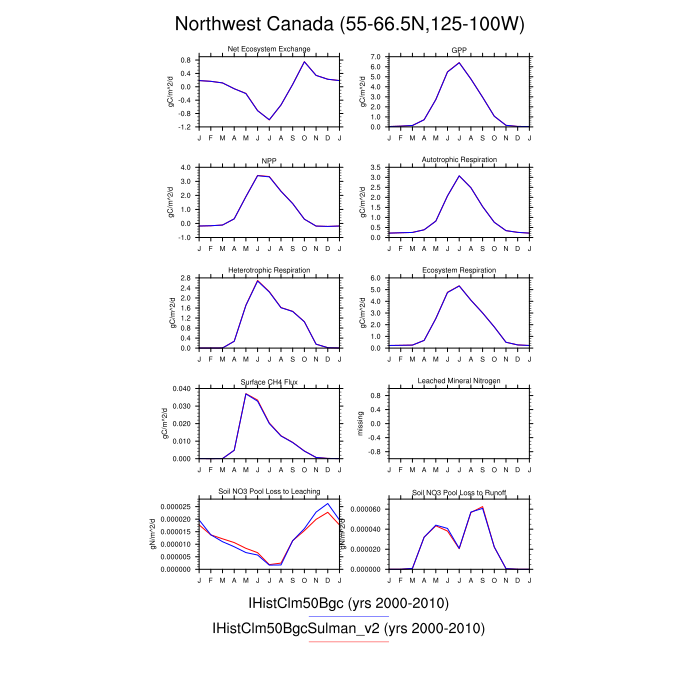 Northwest Canada (55-66.5N,125-100W)
Net Ecosystem Exchange
GPP
gC/m^2/d
0.8
0.4
0.0
-0.4
-0.8
-1.2
J F M A M J J A S O N D J
gC/m^2/d
7.0
6.0
5.0
4.0
3.0
2.0
1.0
0.0
J F M A M J J A S O N D J
NPP
Autotrophic Respiration
gC/m^2/d
4.0
3.0
2.0
1.0
0.0
-1.0
J F M A M J J A S O N D J
gC/m^2/d
3.5
3.0
2.5
2.0
1.5
1.0
0.5
0.0
J F M A M J J A S O N D J
Heterotrophic Respiration
Ecosystem Respiration
gC/m^2/d
2.8
2.4
2.0
1.6
1.2
0.8
0.4
0.0
J F M A M J J A S O N D J
gC/m^2/d
6.0
5.0
4.0
3.0
2.0
1.0
0.0
J F M A M J J A S O N D J
Surface CH4 Flux
Leached Mineral Nitrogen
gC/m^2/d
0.040
0.030
0.020
0.010
0.000
J F M A M J J A S O N D J
missing
0.8
0.4
0.0
-0.4
-0.8
J F M A M J J A S O N D J
Soil NO3 Pool Loss to Leaching
Soil NO3 Pool Loss to Runoff
gN/m^2/d
0.000025
0.000020
0.000015
0.000010
0.000005
0.000000
J F M A M J J A S O N D J
gN/m^2/d
0.000060
0.000040
0.000020
0.000000
J F M A M J J A S O N D J
IHistClm50Bgc (yrs 2000-2010)
IHistClm50BgcSulman_v2 (yrs 2000-2010)